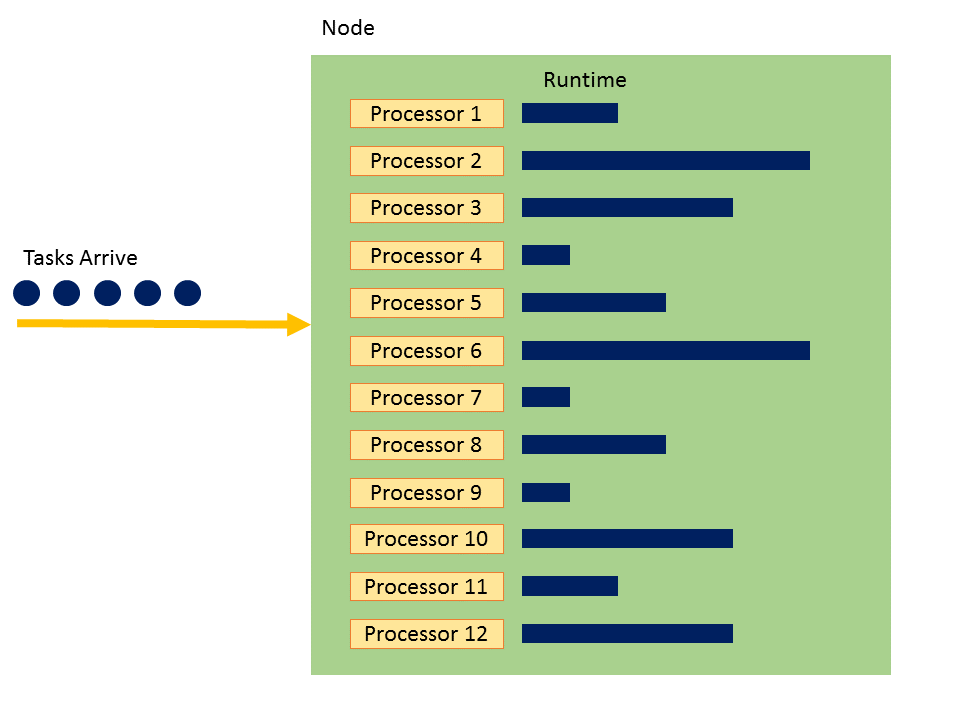 Node
Runtime
Processor 1
Processor 2
Processor 3
Tasks Arrive
Processor 4
Processor 5
Processor 6
Processor 7
Processor 8
Processor 9
Processor 10
Processor 11
Processor 12